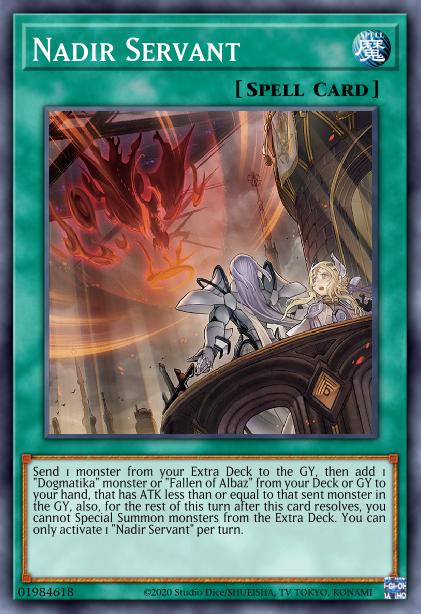 Nadir Servant
SPELL
魔
[Spell Card]
Send 1 monster from your Extra Deck to the GY, then add 1
"Dogmatika" monster or "Fallen of Albaz" from your Deck or GY to
your hand, that has ATK less than or equal to that sent monster in
the GY, also, for the rest of this turn after this card resolves, you
cannot Special Summon monsters from the Extra Deck. You can
only activate 1 "Nadir Servant" per turn.
01984618
©2020 Studio Dice/SHUEISHA, TV TOKYO, KONAMI